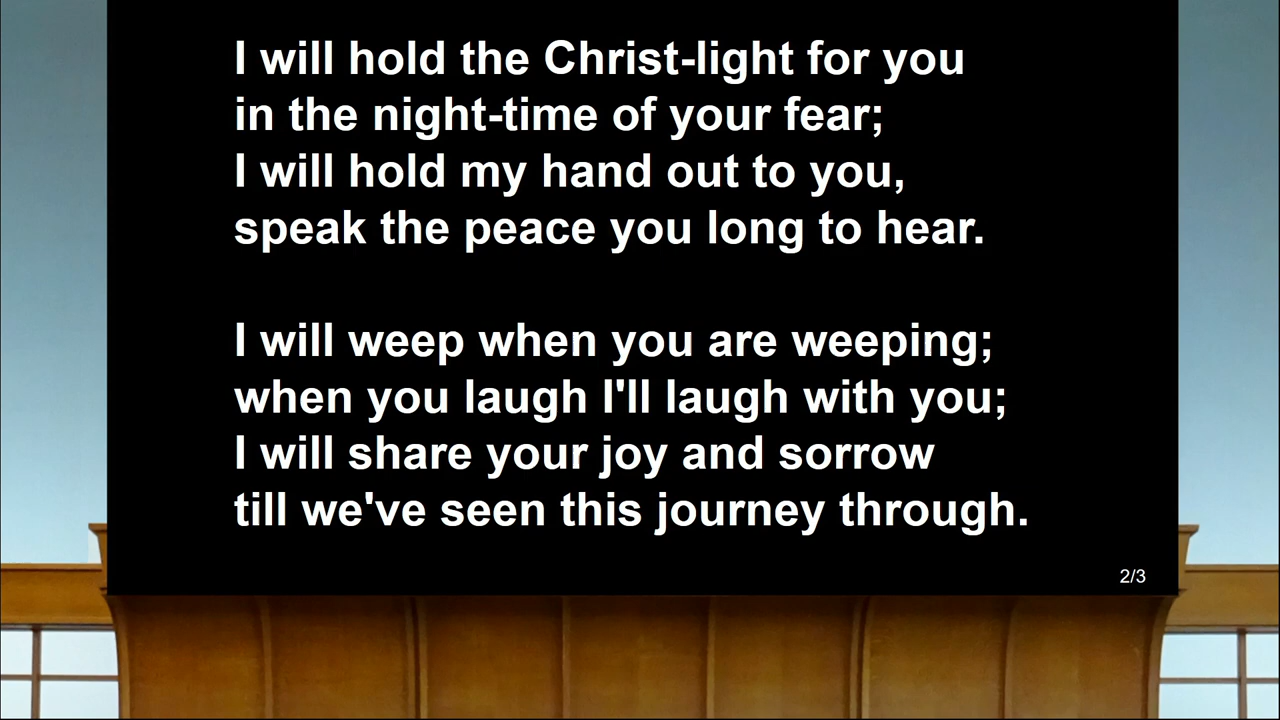 I will hold the Christ-light for you
in the night-time of your fear;
I will hold my hand out to you,
speak the peace you long to hear.

I will weep when you are weeping;
when you laugh I'll laugh with you;
I will share your joy and sorrow
till we've seen this journey through.
2/3